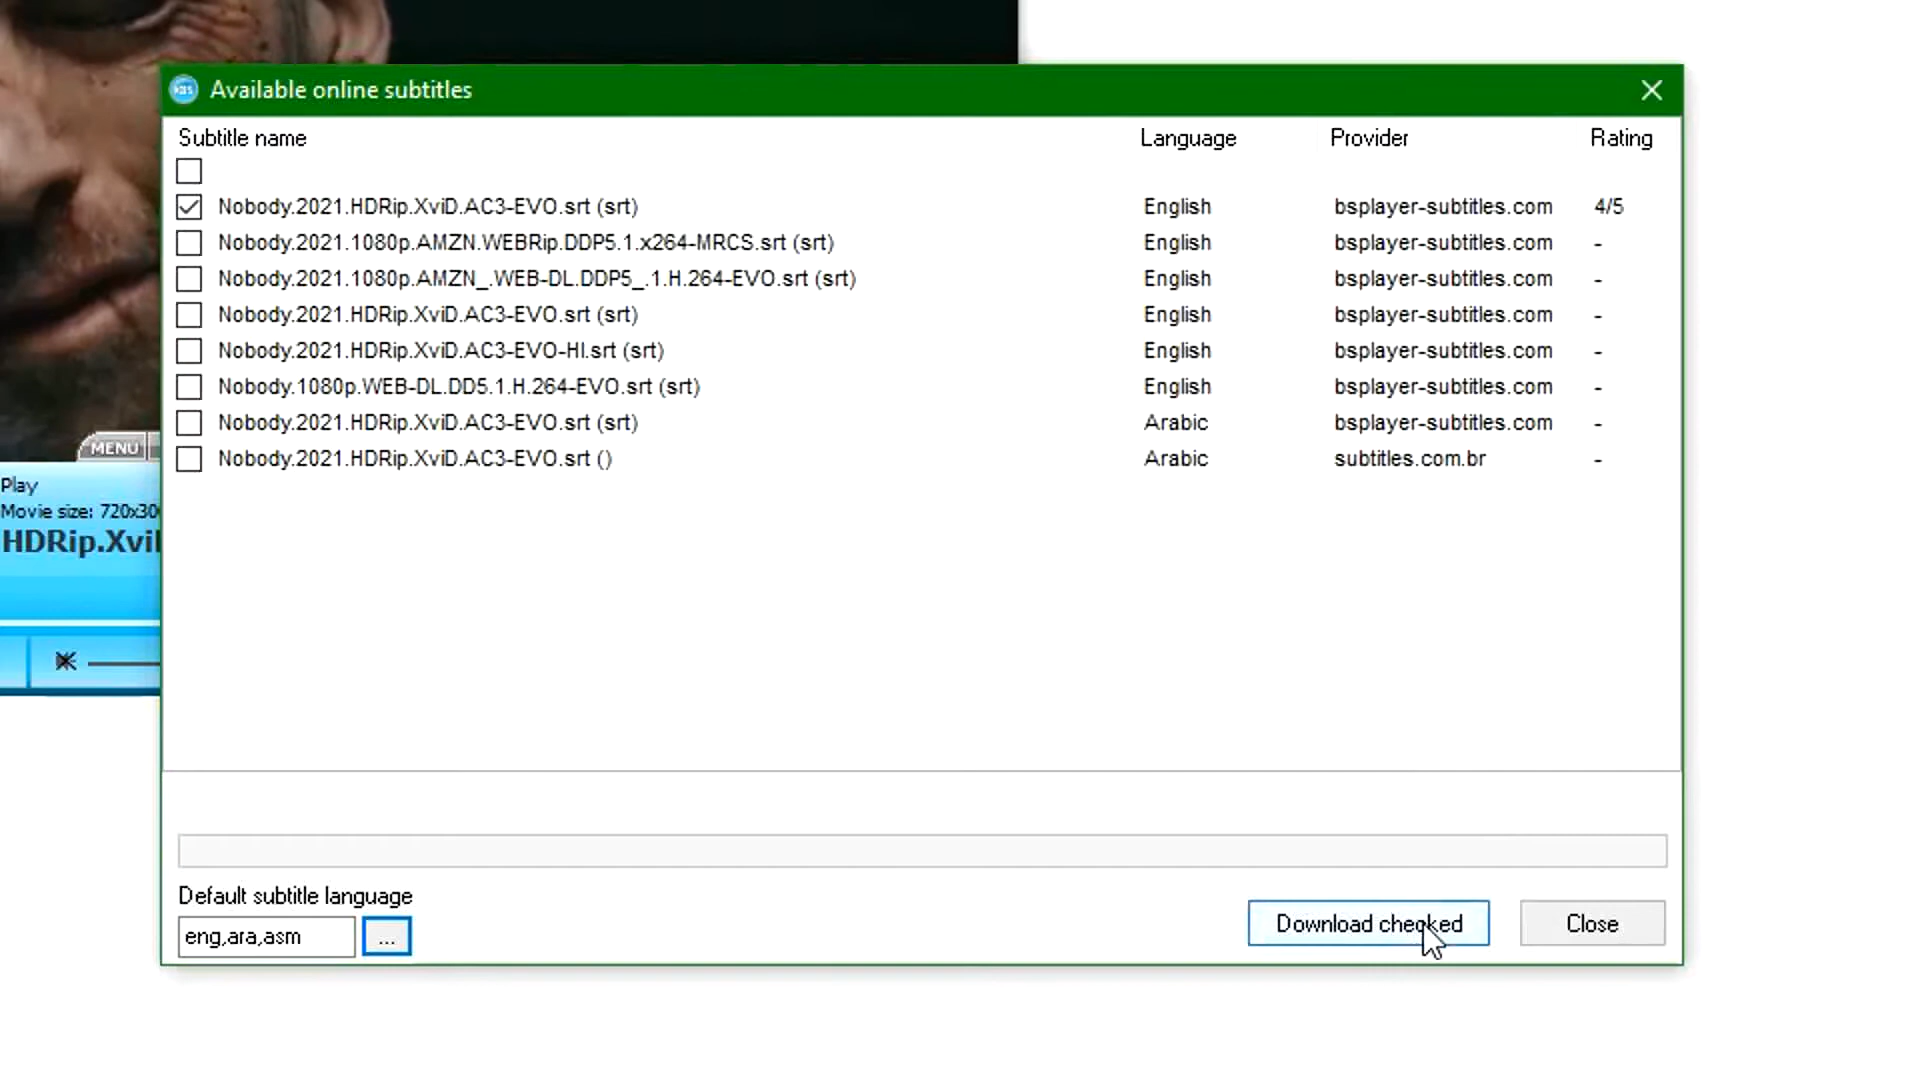 Available online subtitles
Subtitle name Language Provider Rating
Nobody.2021.HDRip.XviD.AC3-EVO.srt (srt) English bsplayer-subtitles.com 4/5
Nobody.2021.1080p.AMZN.WEBRip.DDP5.1.x264-MRCS.srt (srt) English bsplayer-subtitles.com -
Nobody.2021.1080p.AMZN_.WEB-DL.DDP5_.1.H.264-EVO.srt (srt) English bsplayer-subtitles.com -
Nobody.2021.HDRip.XviD.AC3-EVO.srt (srt) English bsplayer-subtitles.com -
Nobody.2021.HDRip.XviD.AC3-EVO-HI.srt (srt) English bsplayer-subtitles.com -
Nobody.1080p.WEB-DL.DD5.1.H.264-EVO.srt (srt) English bsplayer-subtitles.com -
Nobody.2021.HDRip.XviD.AC3-EVO.srt (srt) Arabic bsplayer-subtitles.com -
Nobody.2021.HDRip.XviD.AC3-EVO.srt () Arabic subtitles.com.br -
MENU
Play
Movie size: 720x30
HDRip.Xvi
Default subtitle language
eng,ara,asm ... Download checked Close